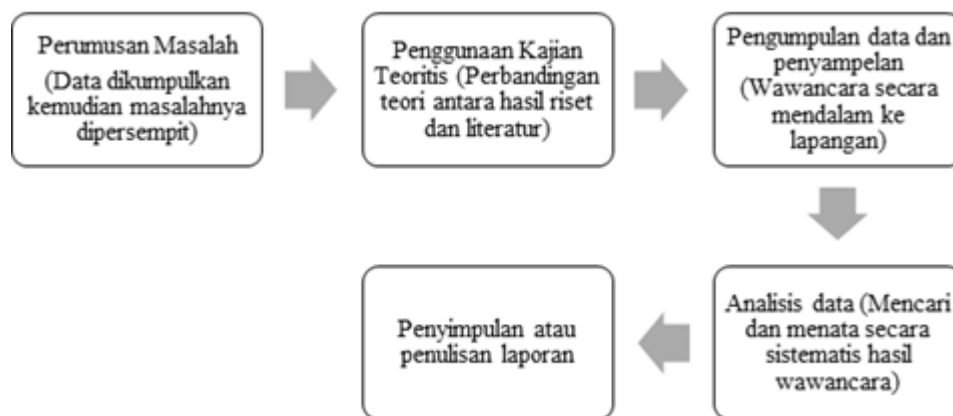 Perumusan Masalah
(Data dikumpulkan
kemudian masalahnya
dipersempit)
Penggunaan Kajian
Teoritis (Perbandingan
teori antara hasil riset
dan literatur)
Pengumpulan data dan
penyampelan
(Wawancara secara
mendalam ke
lapangan)
Analisis data (Mencari
dan menata secara
sistematis hasil
wawancara)
Penyimpulan atau
penulisan laporan